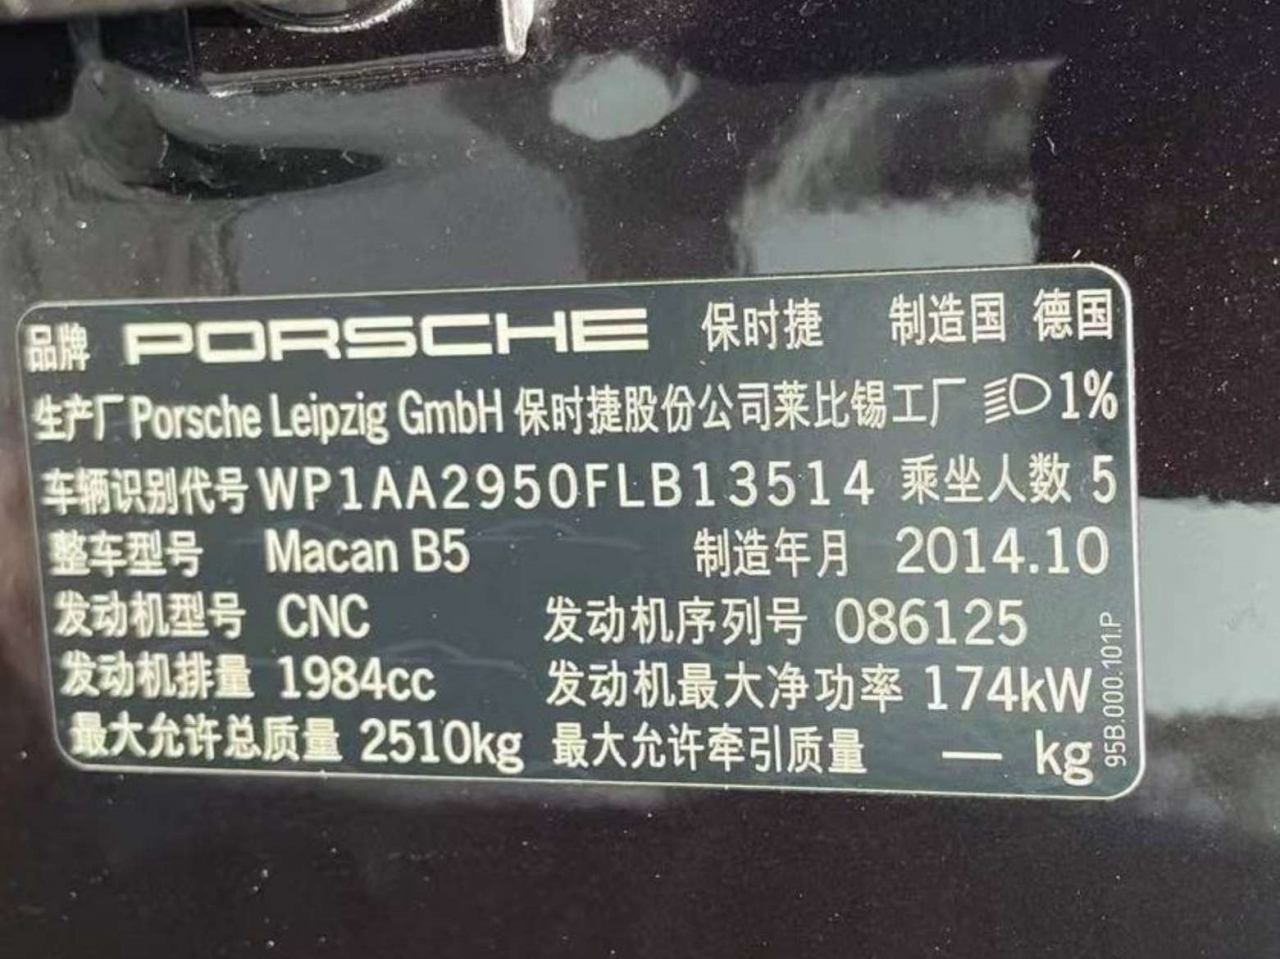 品牌 PORSCHE 保时捷 制造国 德国
生产厂 Porsche Leipzig GmbH 保时捷股份公司莱比锡工厂 1%
车辆识别代号 WP1AA2950FLB13514 乘坐人数 5
整车型号 Macan B5 制造年月 2014.10
发动机型号 CNC 发动机序列号 086125
发动机排量 1984cc 发动机最大净功率 174kW
最大允许总质量 2510kg 最大允许牵引质量 — kg
95B.000.101.P